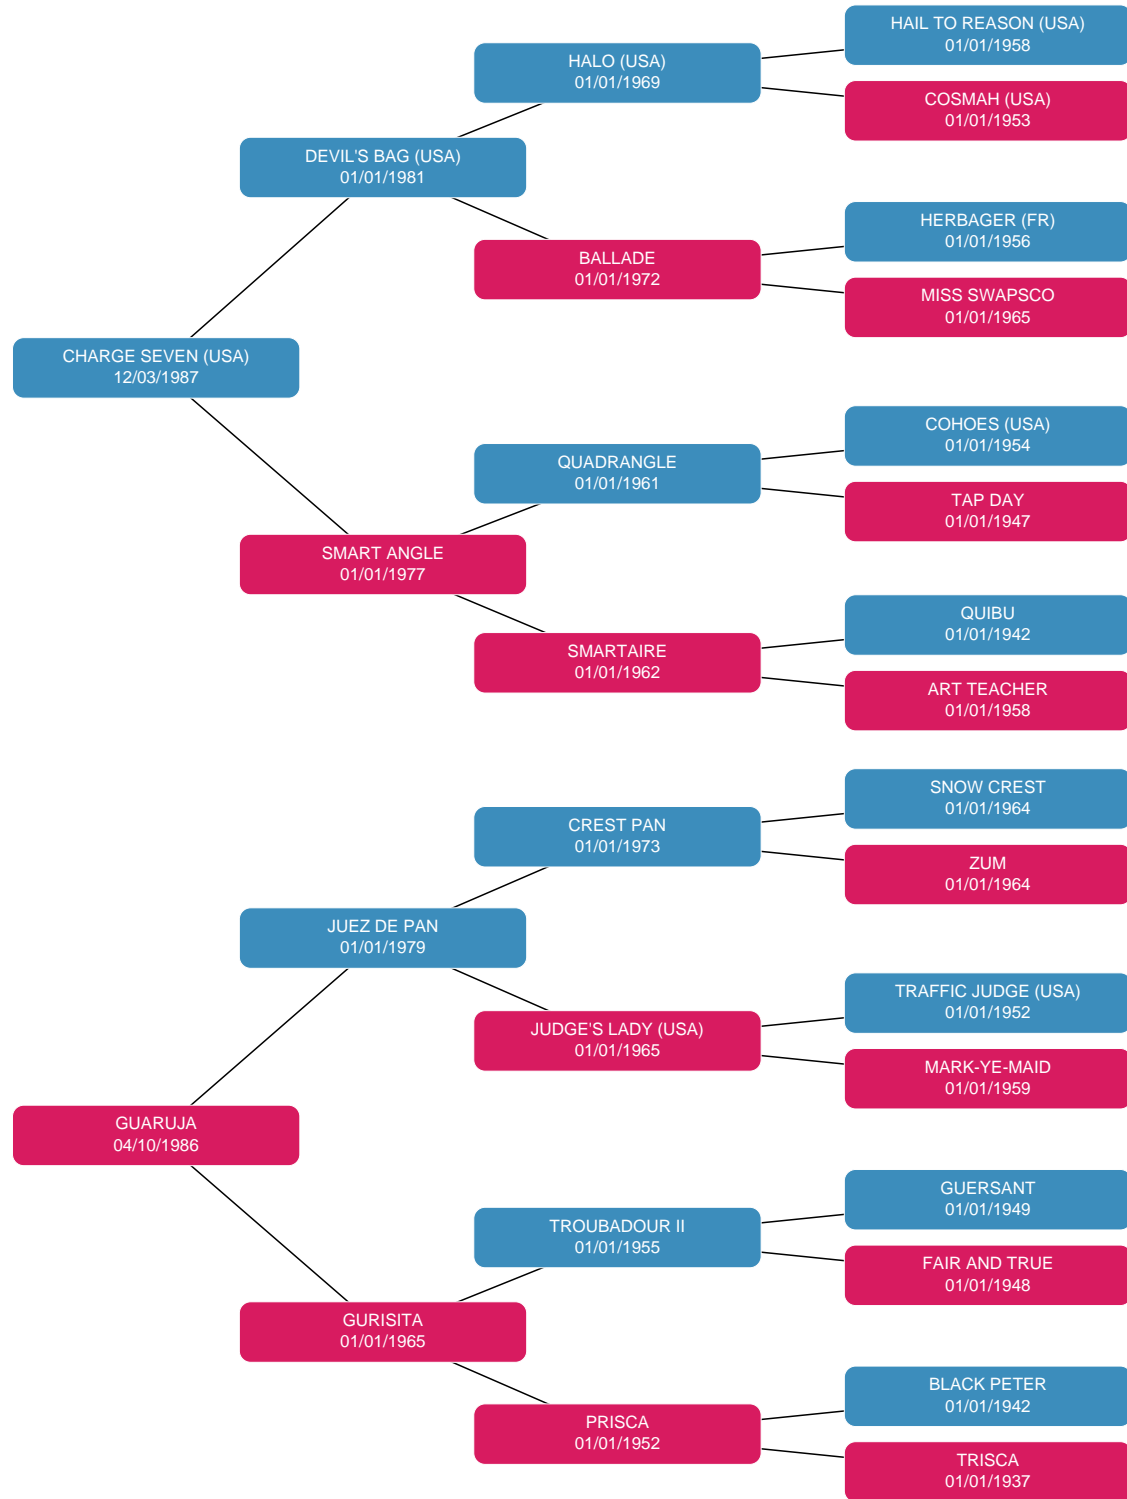 HAIL TO REASON (USA)
01/01/1958
HALO (USA)
01/01/1969
COSMAH (USA)
01/01/1953
DEVIL'S BAG (USA)
01/01/1981
HERBAGER (FR)
01/01/1956
BALLADE
01/01/1972
MISS SWAPSCO
01/01/1965
CHARGE SEVEN (USA)
12/03/1987
COHOES (USA)
01/01/1954
QUADRANGLE
01/01/1961
TAP DAY
01/01/1947
SMART ANGLE
01/01/1977
QUIBU
01/01/1942
SMARTAIRE
01/01/1962
ART TEACHER
01/01/1958
SNOW CREST
01/01/1964
CREST PAN
01/01/1973
ZUM
01/01/1964
JUEZ DE PAN
01/01/1979
TRAFFIC JUDGE (USA)
01/01/1952
JUDGE'S LADY (USA)
01/01/1965
MARK-YE-MAID
01/01/1959
GUARUJA
04/10/1986
GUERSANT
01/01/1949
TROUBADOUR II
01/01/1955
FAIR AND TRUE
01/01/1948
GURISITA
01/01/1965
BLACK PETER
01/01/1942
PRISCA
01/01/1952
TRISCA
01/01/1937